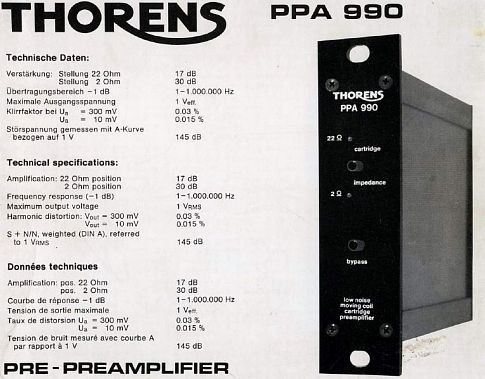 THORENS
PPA 990
Technische Daten:
Verstärkung: Stellung 22 Ohm 17 dB
Stellung 2 Ohm 30 dB
Übertragungsbereich -1 dB 1-1.000.000 Hz
Maximale Ausgangsspannung 1 Veff.
Klirrfaktor bei Ua = 300 mV 0.03 %
Ua = 10 mV 0.015 %
Störspannung gemessen mit A-Kurve
bezogen auf 1 V 145 dB
Technical specifications:
Amplification: 22 Ohm position 17 dB
2 Ohm position 30 dB
Frequency response (-1 dB) 1-1.000.000 Hz
Maximum output voltage 1 VRMS
Harmonic distortion: Vout = 300 mV 0.03 %
Vout = 10 mV 0.015 %
S + N/N, weighted (DIN A), referred
to 1 VRMS 145 dB
Données techniques
Amplification: pos. 22 Ohm 17 dB
pos. 2 Ohm 30 dB
Courbe de réponse -1 dB 1-1.000.000 Hz
Tension de sortie maximale 1 Veff.
Taux de distorsion Ua = 300 mV 0.03 %
Ua = 10 mV 0.015 %
Tension de bruit mesuré avec courbe A
par rapport à 1 V 145 dB
PRE-PREAMPLIFIER
THORENS
PPA 990
22 Ω
cartridge
impedance
2 Ω
bypass
low noise
moving coil
cartridge
preamplifier